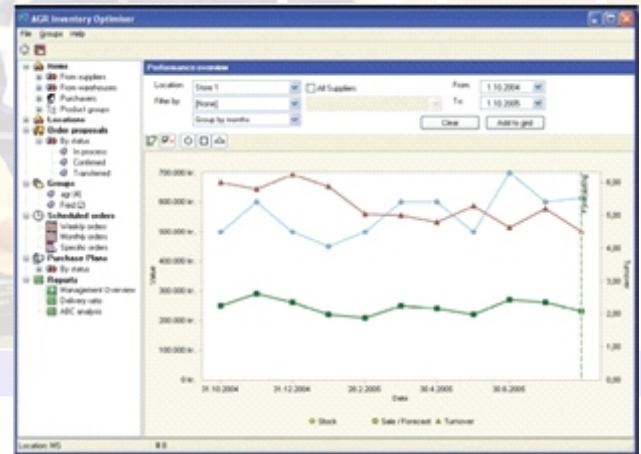 AGR Inventory Optimiser
File Groups Help
Items
From suppliers
From warehouses
Purchasers
Product groups
Locations
Order proposals
By status
In process
Confirmed
Transferred
Groups
agr (4)
Fred (2)
Scheduled orders
Weekly orders
Monthly orders
Specific orders
Purchase Plans
By status
Reports
Management Overview
Delivery ratio
ABC analysis
Performance overview
Location: Store 1 All Suppliers From: 1.10.2004
Filter by: [None] To: 1.10.2005
Group by months Clear Add to grid
700.000 kr.
600.000 kr.
500.000 kr.
400.000 kr.
300.000 kr.
200.000 kr.
100.000 kr.
0 kr.
Value
6,00
5,00
4,00
3,00
2,00
1,00
0,00
Turnover
31.10.2004 31.12.2004 28.2.2005 30.4.2005 30.6.2005
Date
Stock Sale / Forecast Turnover
Location: WS